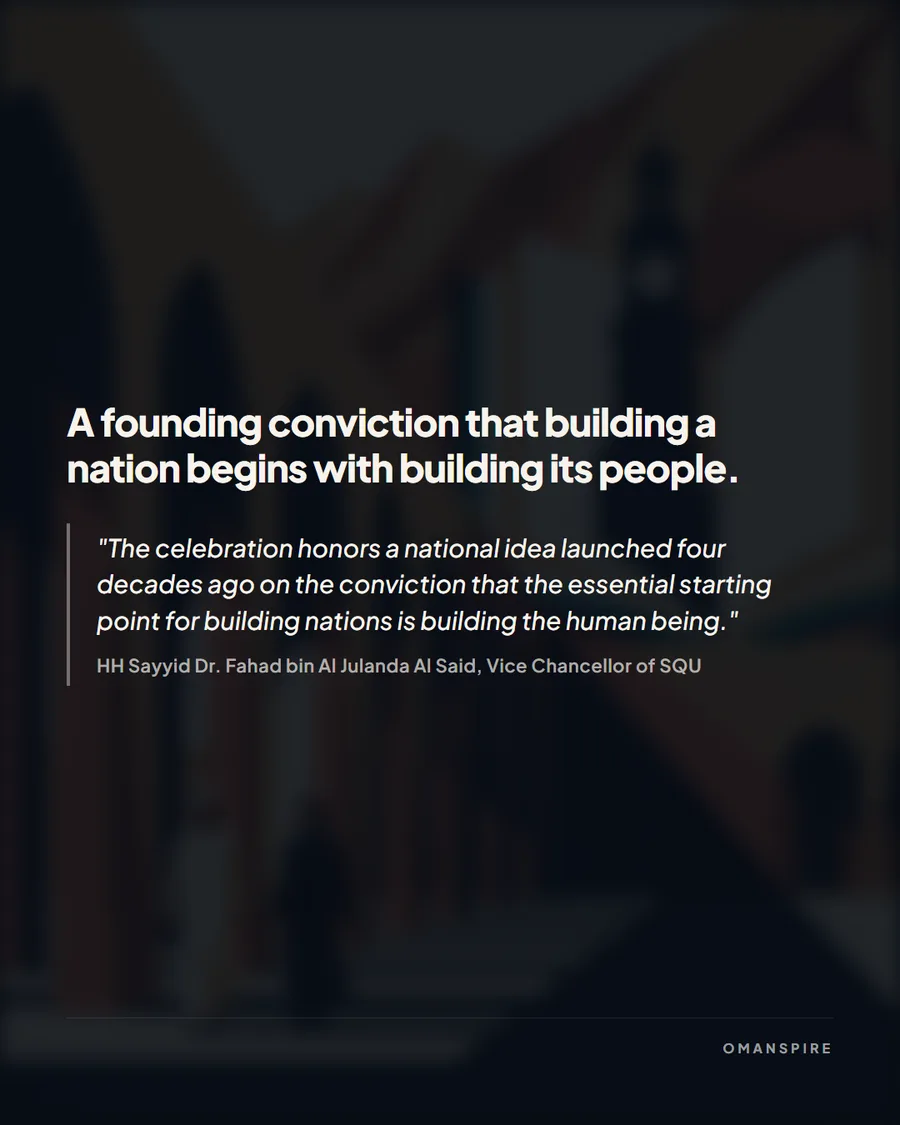 A founding conviction that building a
nation begins with building its people.
"The celebration honors a national idea launched four
decades ago on the conviction that the essential starting
point for building nations is building the human being."
HH Sayyid Dr. Fahad bin Al Julanda Al Said, Vice Chancellor of SQU
OMANSPIRE